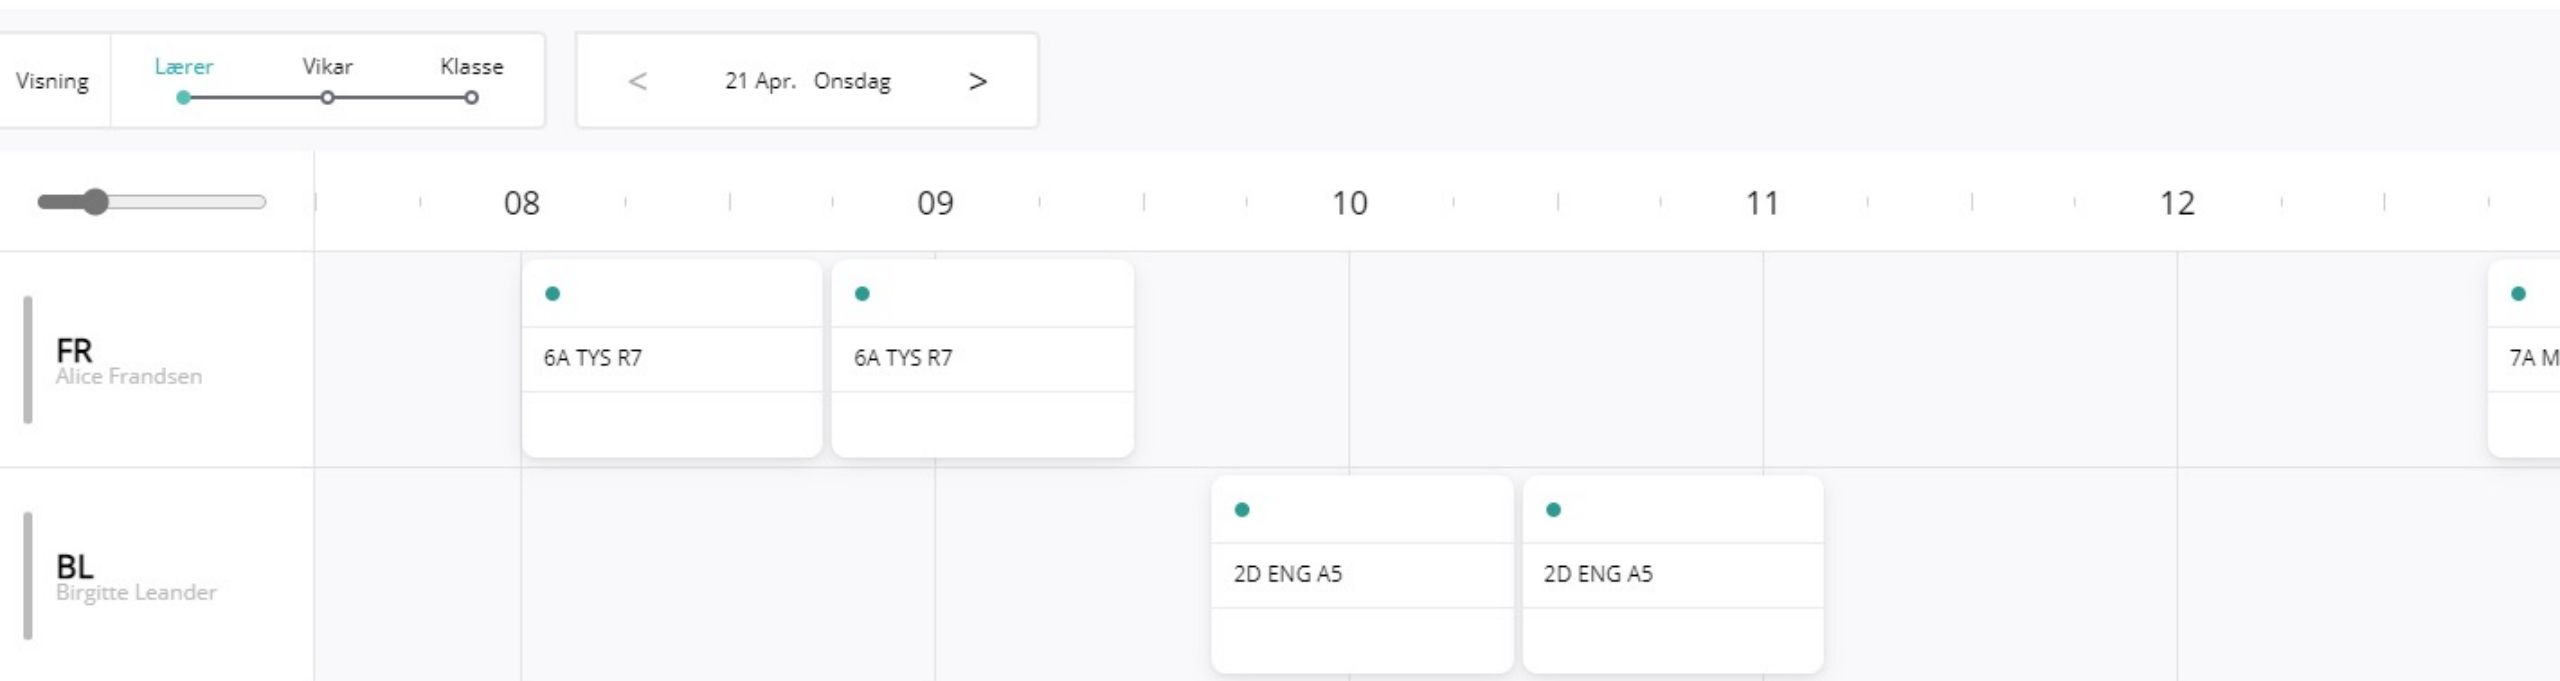 Visning
Lærer Vikar Klasse
< 21 Apr. Onsdag >
08 09 10 11 12
FR
Alice Frandsen
6A TYS R7
6A TYS R7
7A M
BL
Birgitte Leander
2D ENG A5
2D ENG A5